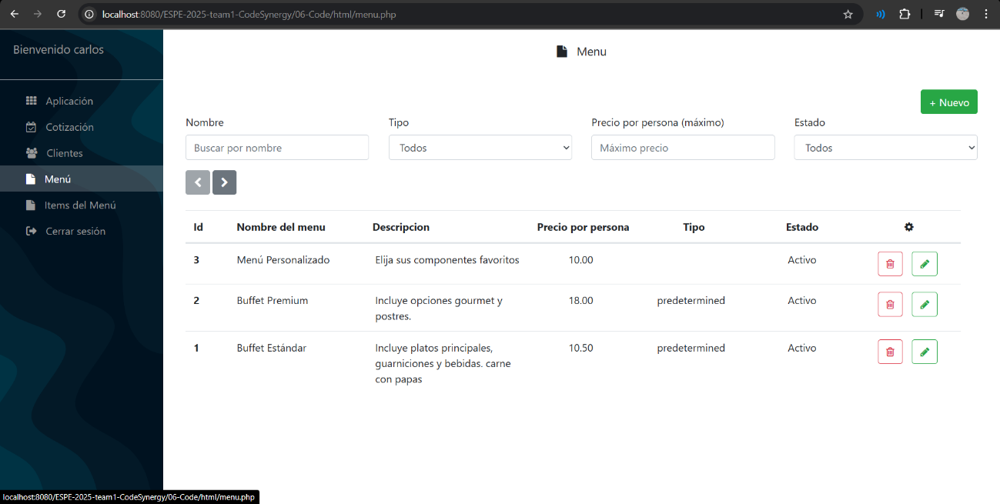 localhost:8080/ESPE-2025-team1-CodeSynergy/06-Code/html/menu.php
Bienvenido carlos
Aplicación
Cotización
Clientes
Menú
Items del Menú
Cerrar sesión
Menu
+ Nuevo
Nombre Tipo Precio por persona (máximo) Estado
Buscar por nombre Todos Máximo precio Todos
Id Nombre del menu Descripcion Precio por persona Tipo Estado
3 Menú Personalizado Elija sus componentes favoritos 10.00 Activo
2 Buffet Premium Incluye opciones gourmet y 18.00 predetermined Activo
postres.
1 Buffet Estándar Incluye platos principales, 10.50 predetermined Activo
guarniciones y bebidas. carne
con papas
localhost:8080/ESPE-2025-team1-CodeSynergy/06-Code/html/menu.php